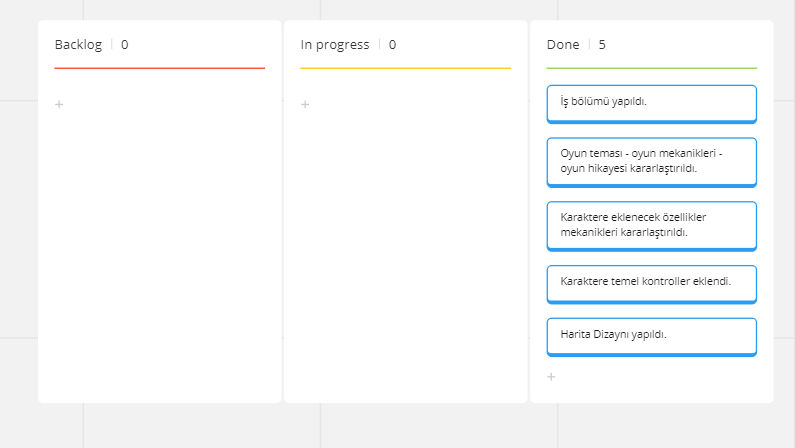 Backlog | 0
+
In progress | 0
+
Done | 5
İş bölümü yapıldı.
Oyun teması - oyun mekanikleri -
oyun hikayesi kararlaştırıldı.
Karaktere eklenecek özellikler
mekanikleri kararlaştırıldı.
Karaktere temel kontroller eklendi.
Harita Dizaynı yapıldı.
+